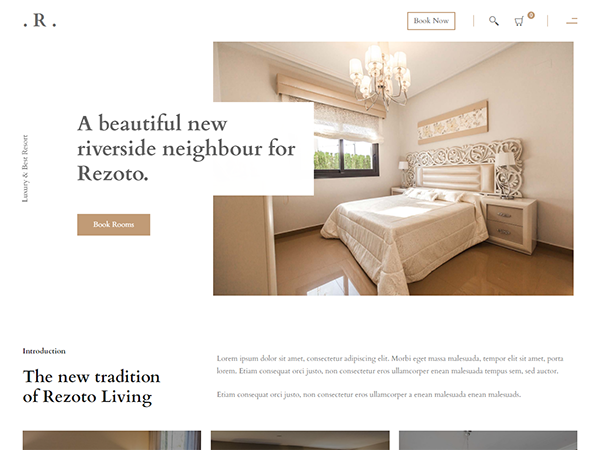 . R .
Book Now
0
Luxury & Best Resort
A beautiful new
riverside neighbour for
Rezoto.
Book Rooms
Introduction
The new tradition
of Rezoto Living
Lorem ipsum dolor sit amet, consectetur adipiscing elit. Morbi eget massa malesuada, tempor elit sit amet, porta
lorem. Etiam consequat orci justo, non consectetur eros ullamcorper enean malesuada tempus sem, sed auctor.
Etiam consequat orci justo, non consectetur eros ullamcorper a enean malesuada enean malesuads.